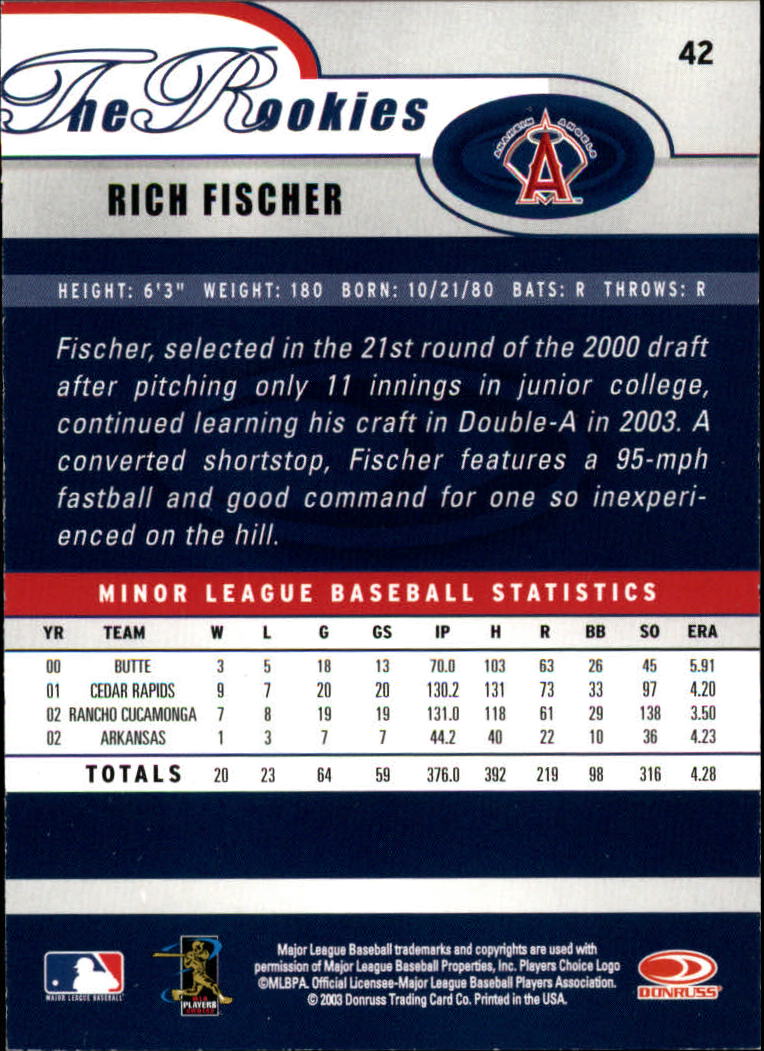 42
The Rookies
ANAHEIM ANGELS
A
RICH FISCHER
HEIGHT: 6'3" WEIGHT: 180 BORN: 10/21/80 BATS: R THROWS: R
Fischer, selected in the 21st round of the 2000 draft
after pitching only 11 innings in junior college,
continued learning his craft in Double-A in 2003. A
converted shortstop, Fischer features a 95-mph
fastball and good command for one so inexperi-
enced on the hill.
MINOR LEAGUE BASEBALL STATISTICS
YR TEAM W L G GS IP H R BB SO ERA
00 BUTTE 3 5 18 13 70.0 103 63 26 45 5.91
01 CEDAR RAPIDS 9 7 20 20 130.2 131 73 33 97 4.20
02 RANCHO CUCAMONGA 7 8 19 19 131.0 118 61 29 138 3.50
02 ARKANSAS 1 3 7 7 44.2 40 22 10 36 4.23
TOTALS 20 23 64 59 376.0 392 219 98 316 4.28
Major League Baseball trademarks and copyrights are used with
permission of Major League Baseball Properties, Inc. Players Choice Logo
©MLBPA. Official Licensee-Major League Baseball Players Association.
© 2003 Donruss Trading Card Co. Printed in the USA.
MAJOR LEAGUE BASEBALL
MLB
PLAYERS
CHOICE
DONRUSS